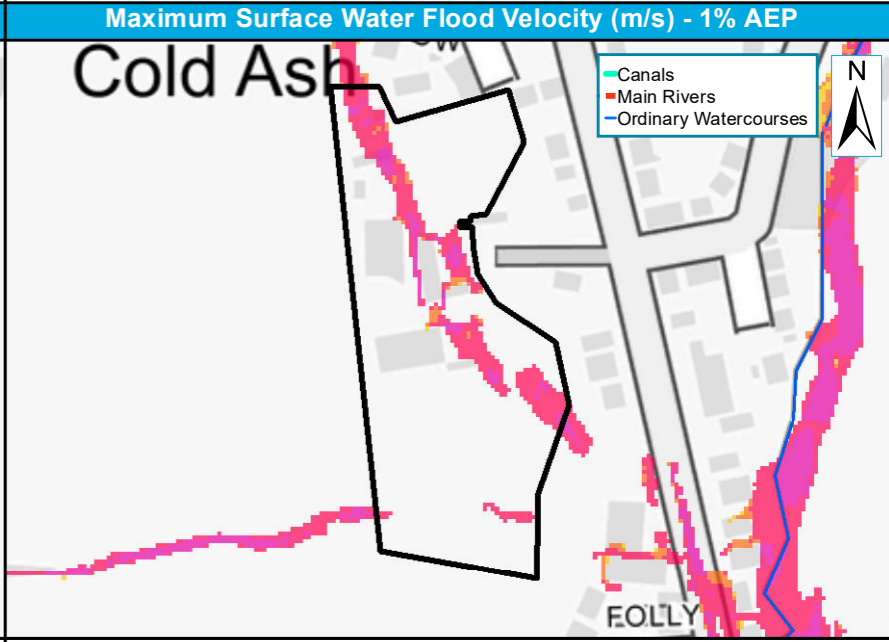 Maximum Surface Water Flood Velocity (m/s) - 1% AEP
Cold Ash
Canals
Main Rivers
Ordinary Watercourses
N
FOLLY